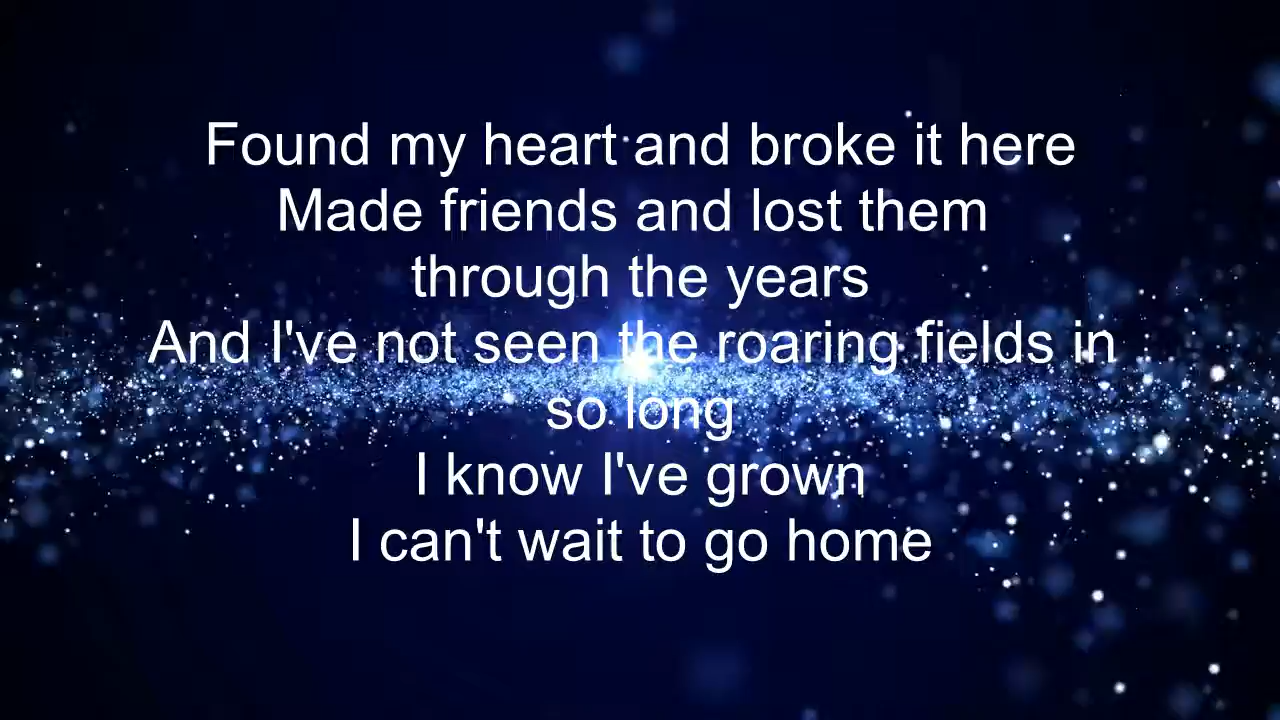 Found my heart and broke it here
Made friends and lost them
through the years
And I've not seen the roaring fields in
so long
I know I've grown
I can't wait to go home